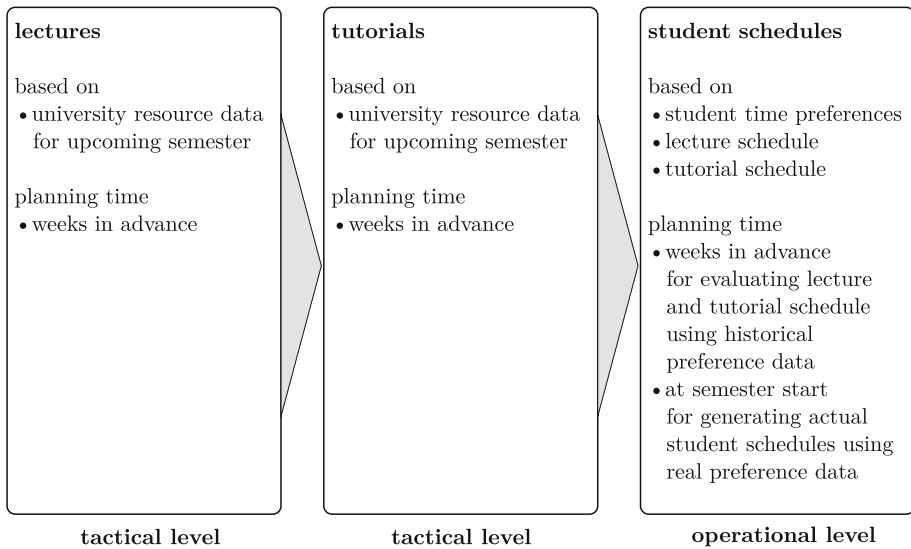 lectures
based on
• university resource data
for upcoming semester
planning time
• weeks in advance
tactical level
tutorials
based on
• university resource data
for upcoming semester
planning time
• weeks in advance
tactical level
student schedules
based on
• student time preferences
• lecture schedule
• tutorial schedule
planning time
• weeks in advance
for evaluating lecture
and tutorial schedule
using historical
preference data
• at semester start
for generating actual
student schedules using
real preference data
operational level